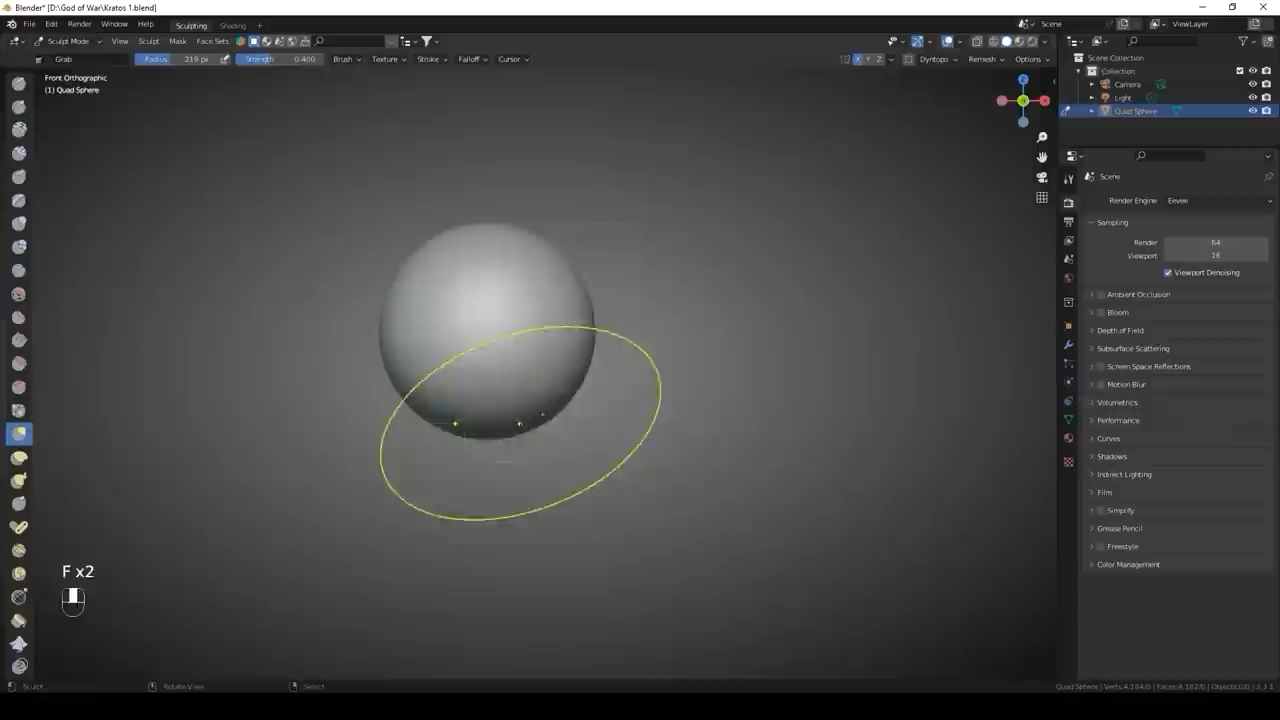 Blender* [D:\God of War\Kratos 1.blend]
File Edit Render Window Help Sculpting Shading + Scene ViewLayer
Sculpt Mode View Sculpt Mask Face Sets
Grab Radius 219 px Strength 0.400 Brush Texture Stroke Falloff Cursor X Y Z Dyntopo Remesh Options
Front Orthographic
(1) Quad Sphere
Scene Collection
Collection
Camera
Light
Quad Sphere
Scene
Render Engine Eevee
Sampling
Render 64
Viewport 16
Viewport Denoising
Ambient Occlusion
Bloom
Depth of Field
Subsurface Scattering
Screen Space Reflections
Motion Blur
Volumetrics
Performance
Curves
Shadows
Indirect Lighting
Film
Simplify
Grease Pencil
Freestyle
Color Management
F x2
Sculpt Rotate View Select